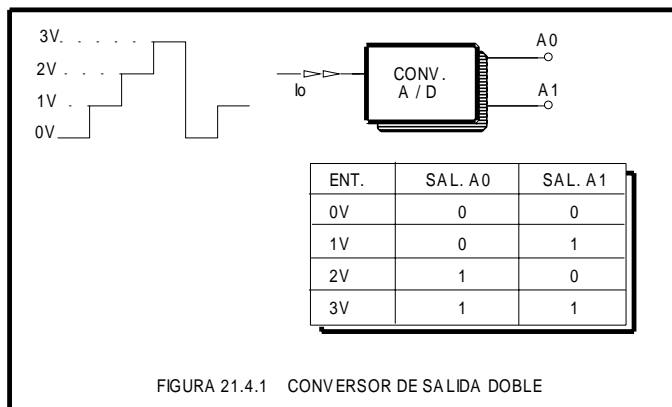 3V
2V
1V
0V
Io
CONV.
A / D
A0
A1
ENT. SAL. A0 SAL. A1
0V 0 0
1V 0 1
2V 1 0
3V 1 1
FIGURA 21.4.1 CONVERSOR DE SALIDA DOBLE